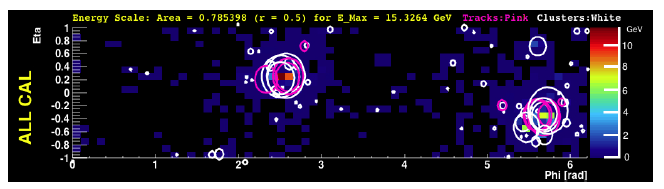 Energy Scale: Area = 0.785398 (r = 0.5) for E_Max = 15.3264 GeV Tracks:Pink Clusters:White
Eta
ALL CAL
1
0.8
0.6
0.4
0.2
0
-0.2
-0.4
-0.6
-0.8
-1
0 1 2 3 4 5 6
Phi [rad]
GeV
10
8
6
4
2
0